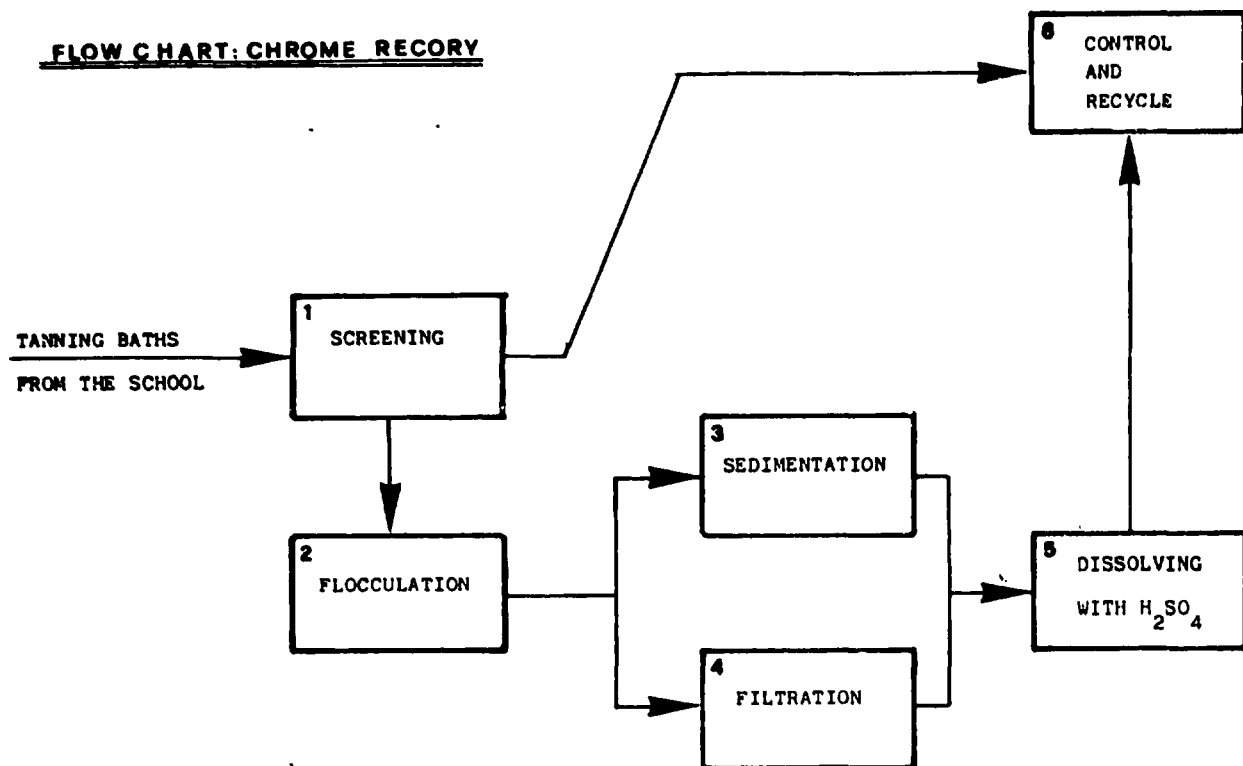 FLOW CHART: CHROME RECORY
6
CONTROL
AND
RECYCLE
1
SCREENING
TANNING BATHS
FROM THE SCHOOL
3
SEDIMENTATION
2
FLOCCULATION
5
DISSOLVING
WITH H₂SO₄
4
FILTRATION